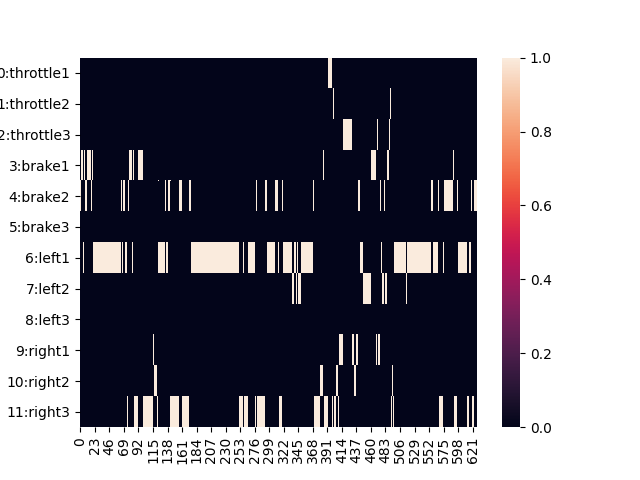 0:throttle1
1:throttle2
2:throttle3
3:brake1
4:brake2
5:brake3
6:left1
7:left2
8:left3
9:right1
10:right2
11:right3
0 23 46 69 92 115 138 161 184 207 230 253 276 299 322 345 368 391 414 437 460 483 506 529 552 575 598 621
1.0
0.8
0.6
0.4
0.2
0.0